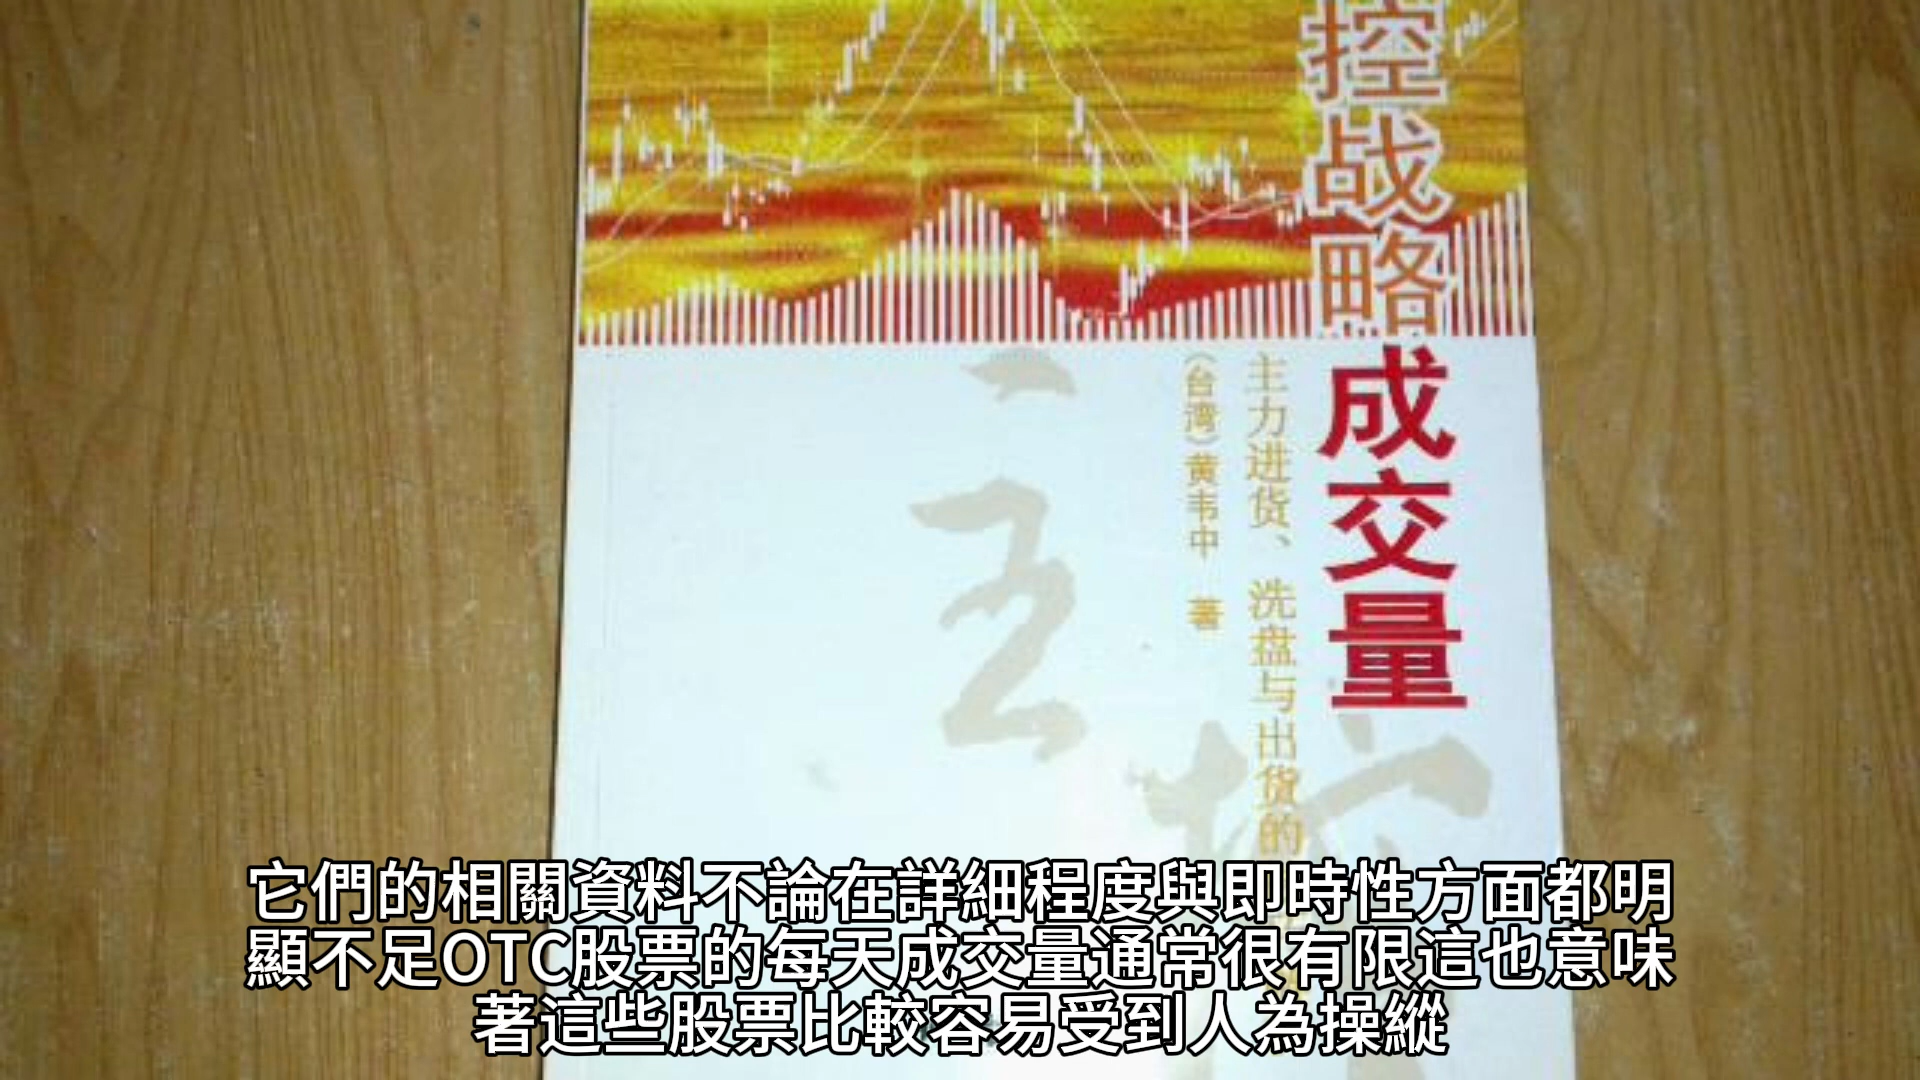 控战略
成交量
主力进货、洗盘与出货的
(台湾)黄韦中 著
它們的相關資料不論在詳細程度與即時性方面都明
顯不足OTC股票的每天成交量通常很有限這也意味
著這些股票比較容易受到人為操縱